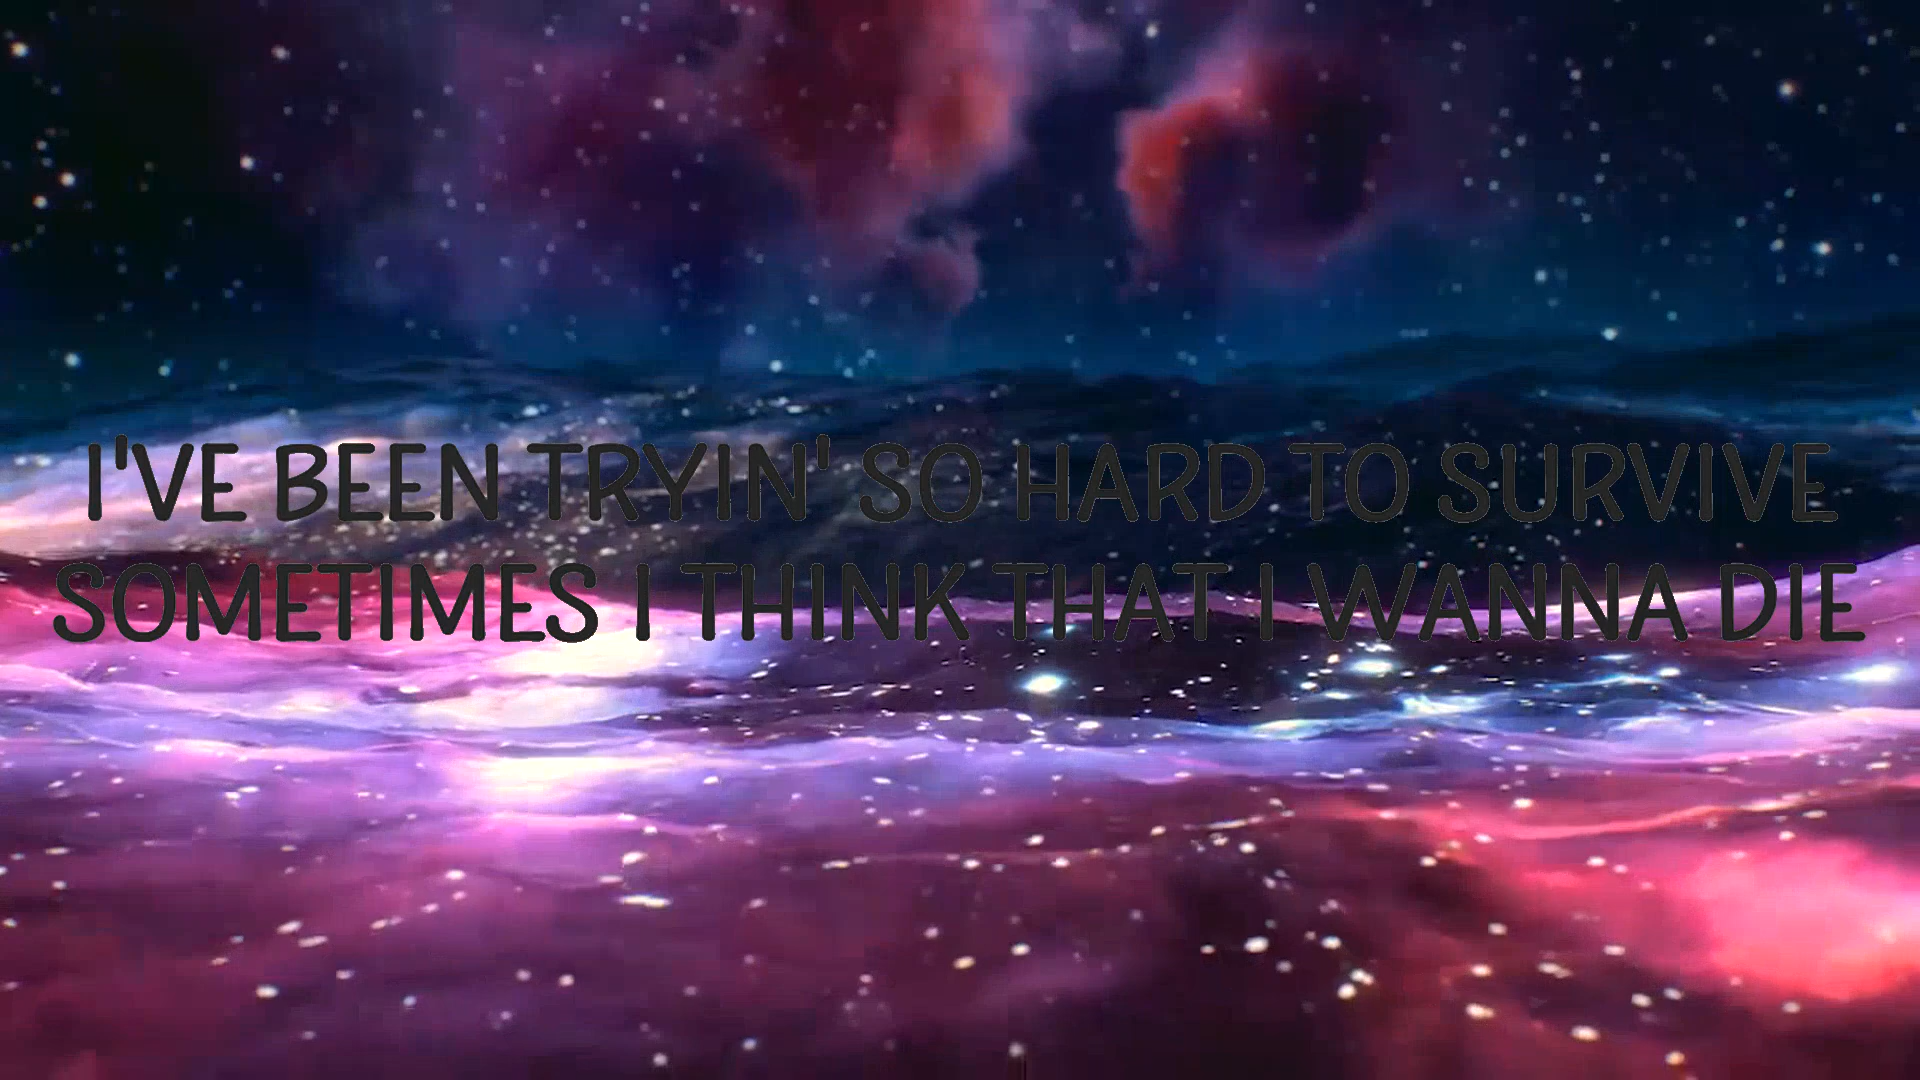 I'VE BEEN TRYIN' SO HARD TO SURVIVE
SOMETIMES I THINK THAT I WANNA DIE